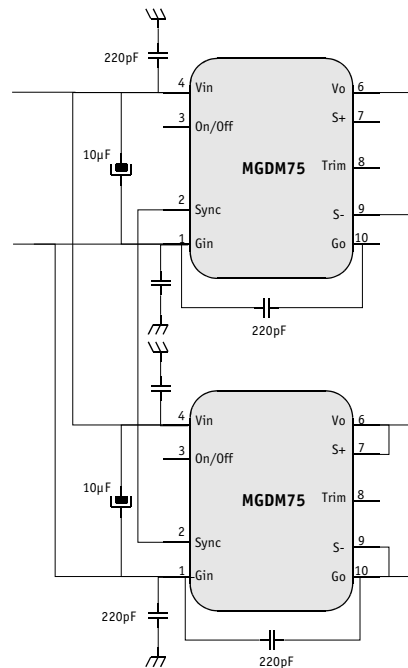 220pF
4 Vin Vo 6
3 On/Off S+ 7
10µF MGDM75 Trim 8
2 Sync S- 9
1 Gin Go 10
220pF
4 Vin Vo 6
3 On/Off S+ 7
10µF MGDM75 Trim 8
2 Sync S- 9
1 Gin Go 10
220pF
220pF